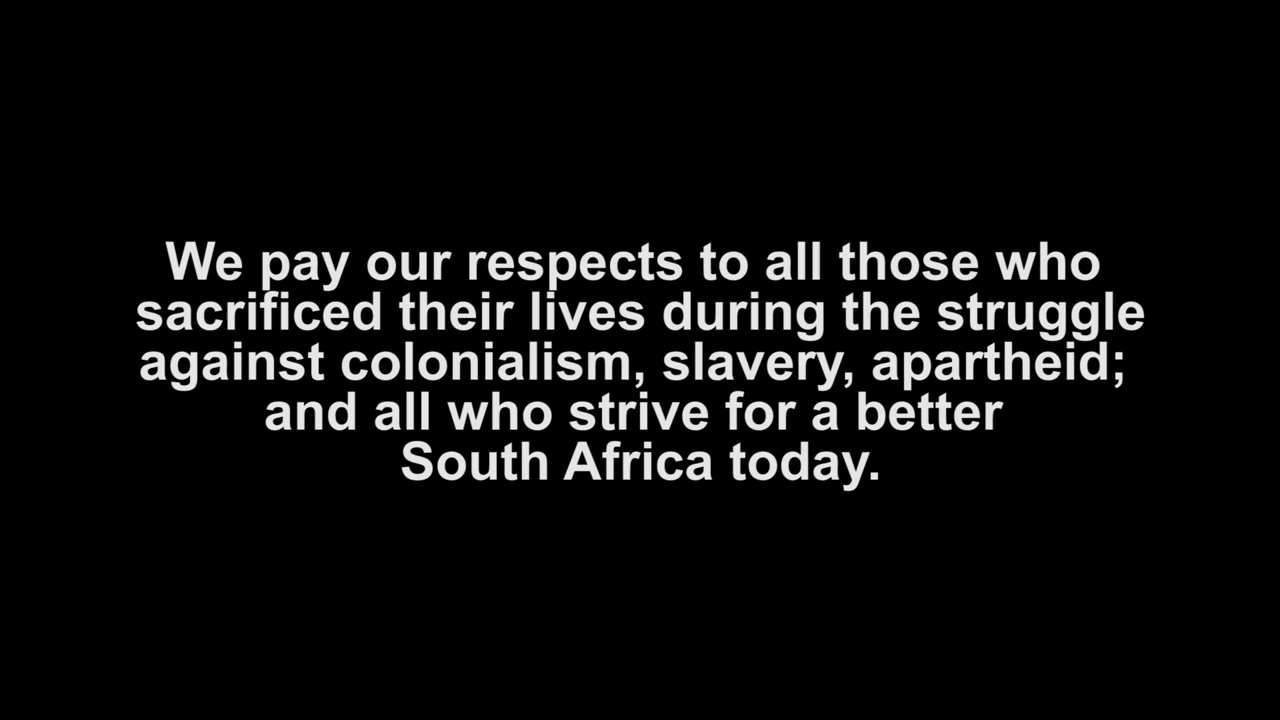 We pay our respects to all those who
sacrificed their lives during the struggle
against colonialism, slavery, apartheid;
and all who strive for a better
South Africa today.